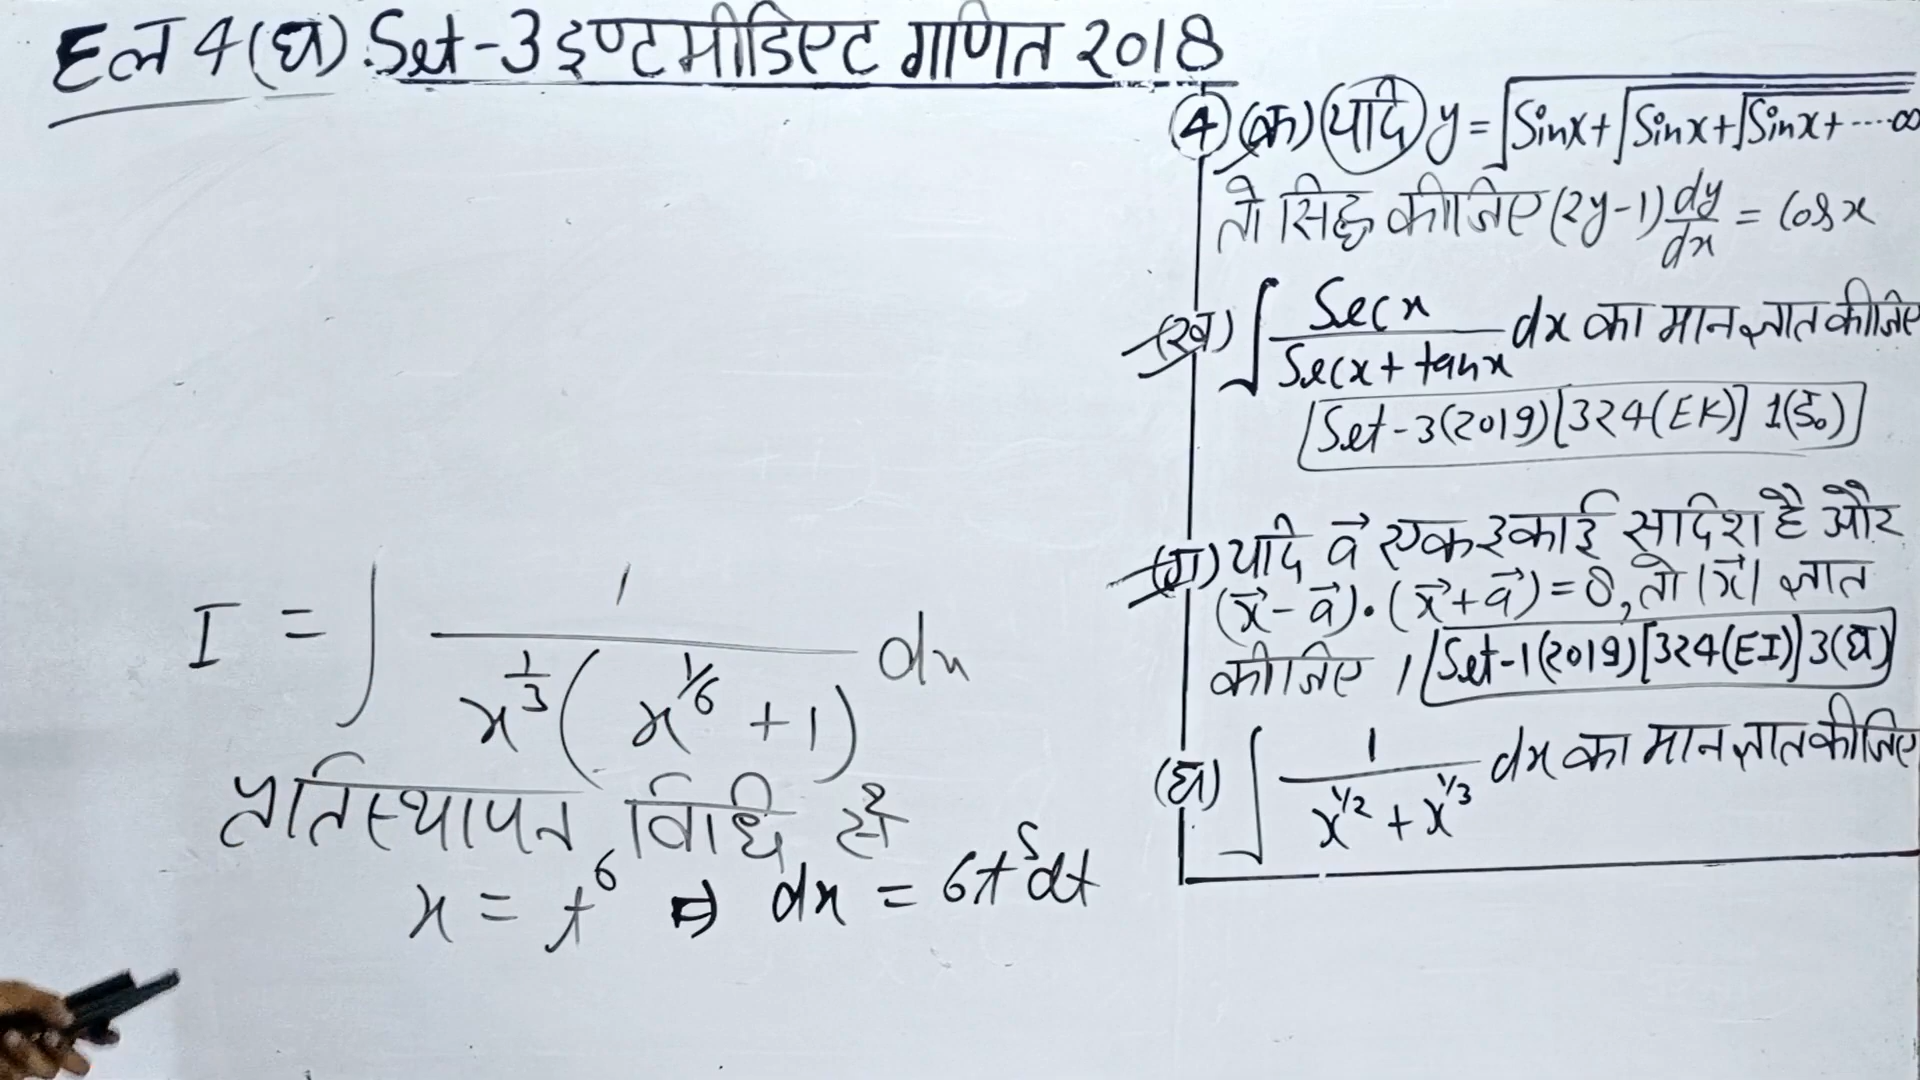 हल 4(घ) Set-3 इण्टरमीडिएट गणित 2018
I = ∫ 1/(x^(1/3)(x^(1/6) + 1)) dx
प्रतिस्थापन विधि से
x = t^6 ⇒ dx = 6t^5 dt
④ (क) यदि y = √(Sinx + √(Sinx + √(Sinx + ....∞
तो सिद्ध कीजिए (2y-1) dy/dx = Cos x
(ख) ∫ Secx/(Secx + tanx) dx का मान ज्ञात कीजिए
[Set-3(2019)[324(EK)] 1(ड०)]
(ग) यदि a⃗ एक इकाई सदिश है और
(x⃗ - a⃗)·(x⃗ + a⃗) = 8, तो |x⃗| ज्ञात
कीजिए । [Set-1(2019)[324(EI)] 3(घ)]
(घ) ∫ 1/(x^(1/2) + x^(1/3)) dx का मान ज्ञात कीजिए